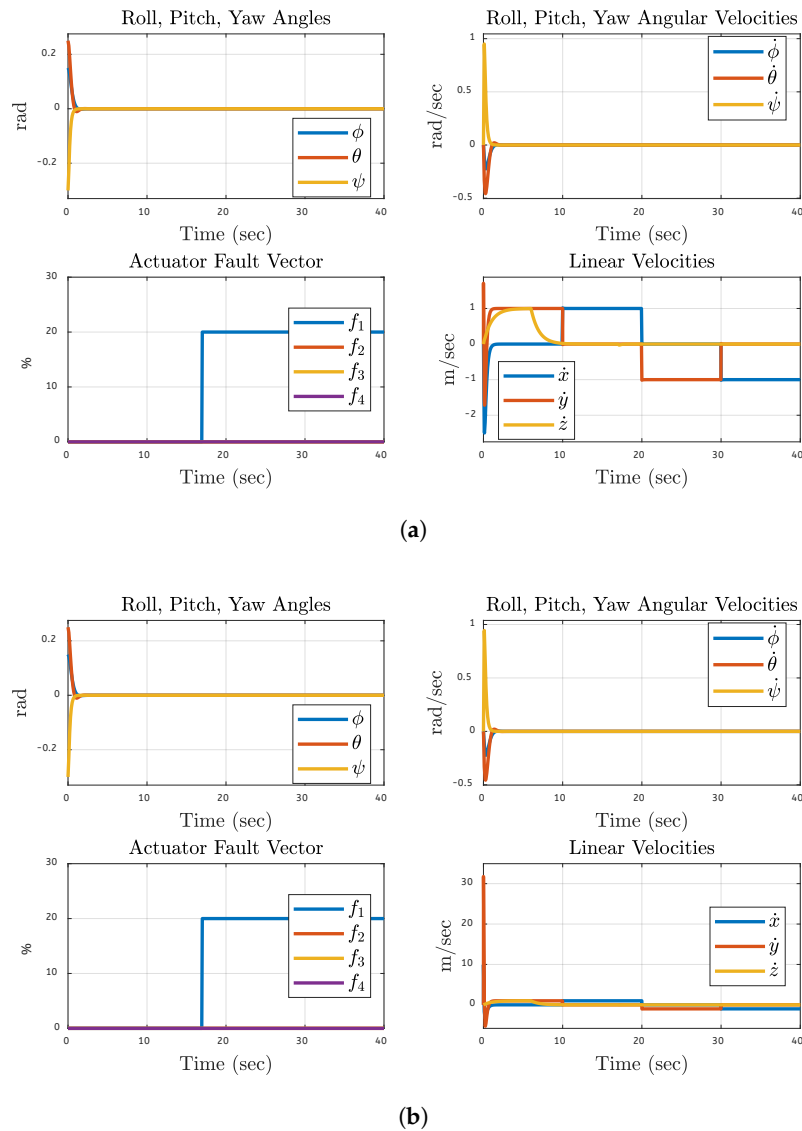 Roll, Pitch, Yaw Angles
rad
0.2
0
-0.2
0
10
20
30
40
Time (sec)
ϕ
θ
ψ
Roll, Pitch, Yaw Angular Velocities
rad/sec
1
0.5
0
-0.5
0
10
20
30
40
Time (sec)
ϕ̇
θ̇
ψ̇
Actuator Fault Vector
%
30
20
10
0
0
10
20
30
40
Time (sec)
f₁
f₂
f₃
f₄
Linear Velocities
m/sec
1
0
-1
-2
0
10
20
30
40
Time (sec)
ẋ
ẏ
ż
(a)
Roll, Pitch, Yaw Angles
rad
0.2
0
-0.2
0
10
20
30
40
Time (sec)
ϕ
θ
ψ
Roll, Pitch, Yaw Angular Velocities
rad/sec
1
0.5
0
-0.5
0
10
20
30
40
Time (sec)
ϕ̇
θ̇
ψ̇
Actuator Fault Vector
%
30
20
10
0
0
10
20
30
40
Time (sec)
f₁
f₂
f₃
f₄
Linear Velocities
m/sec
30
20
10
0
0
10
20
30
40
Time (sec)
ẋ
ẏ
ż
(b)